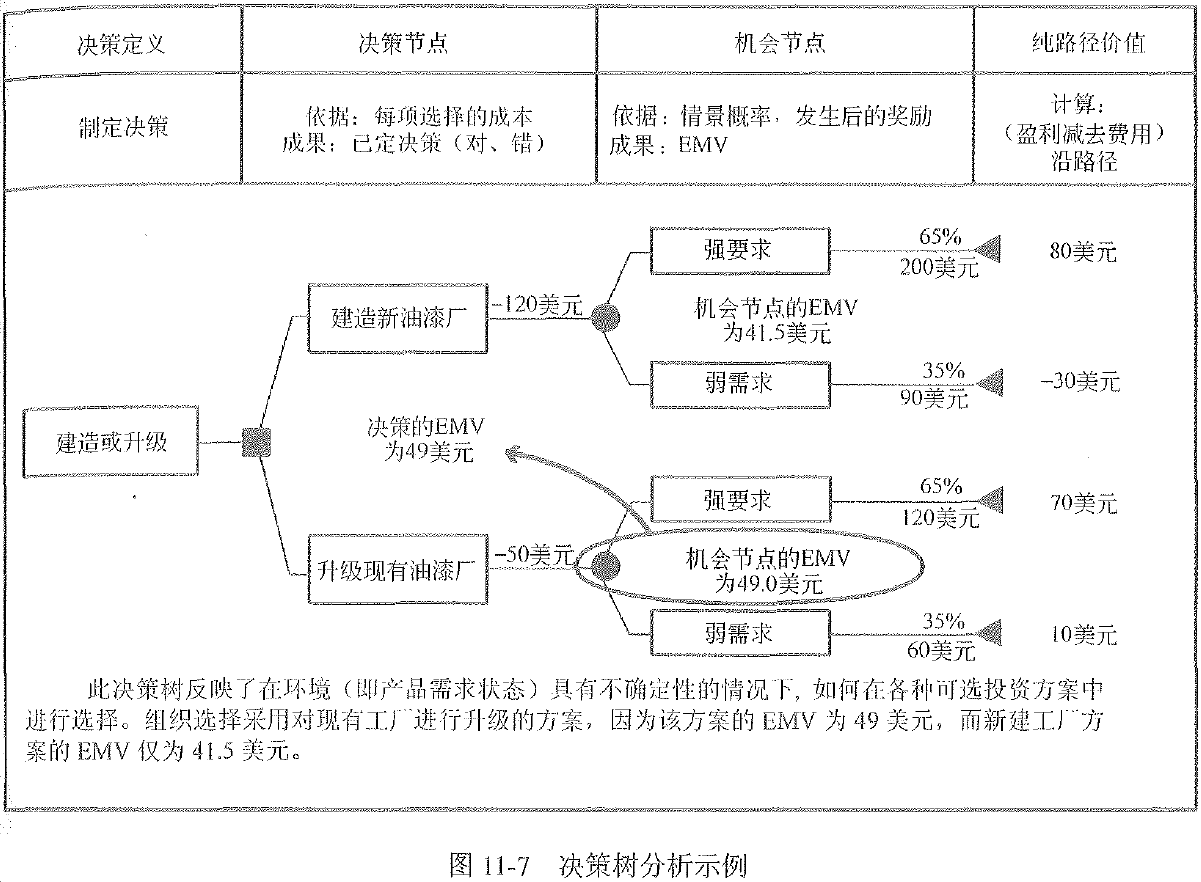 决策定义
决策节点
机会节点
纯路径价值
制定决策
依据：每项选择的成本
成果：已定决策（对、错）
依据：情景概率，发生后的奖励
成果：EMV
计算：
（盈利减去费用）
沿路径
建造或升级
建造新油漆厂
-120美元
强要求
65%
200美元
80美元
机会节点的EMV
为41.5美元
弱需求
35%
90美元
-30美元
决策的EMV
为49美元
升级现有油漆厂
-50美元
强要求
65%
120美元
70美元
机会节点的EMV
为49.0美元
弱需求
35%
60美元
10美元
此决策树反映了在环境（即产品需求状态）具有不确定性的情况下，如何在各种可选投资方案中
进行选择。组织选择采用对现有工厂进行升级的方案，因为该方案的 EMV 为 49 美元，而新建工厂方
案的 EMV 仅为 41.5 美元。
图 11-7 决策树分析示例